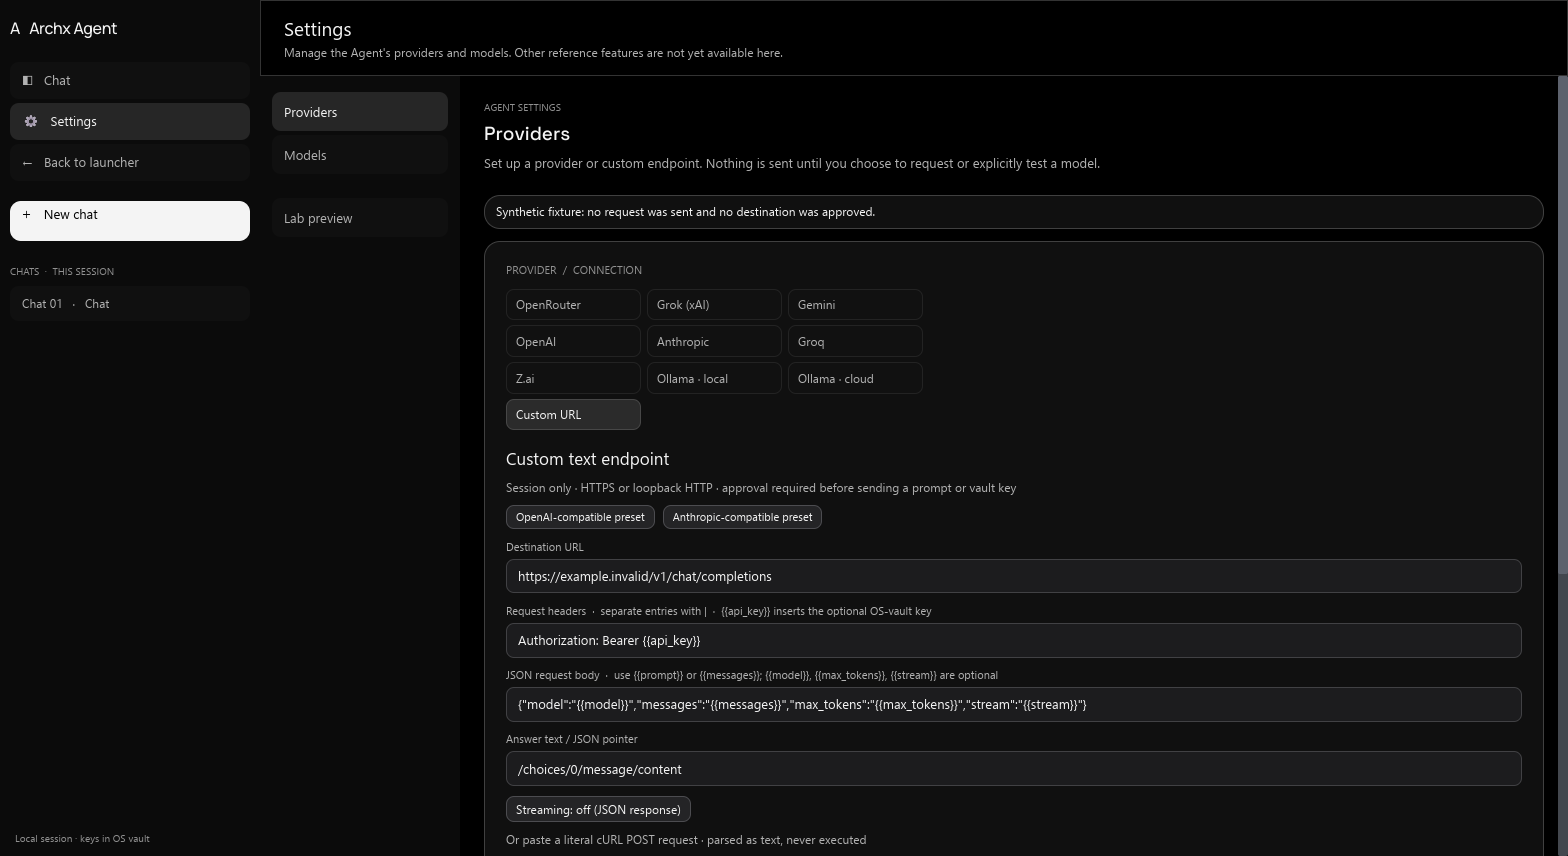 A Archx Agent
Chat
Settings
← Back to launcher
+ New chat
CHATS · THIS SESSION
Chat 01 · Chat
Local session · keys in OS vault
Settings
Manage the Agent's providers and models. Other reference features are not yet available here.
Providers
Models
Lab preview
AGENT SETTINGS
Providers
Set up a provider or custom endpoint. Nothing is sent until you choose to request or explicitly test a model.
Synthetic fixture: no request was sent and no destination was approved.
PROVIDER / CONNECTION
OpenRouter Grok (xAI) Gemini
OpenAI Anthropic Groq
Z.ai Ollama · local Ollama · cloud
Custom URL
Custom text endpoint
Session only · HTTPS or loopback HTTP · approval required before sending a prompt or vault key
OpenAI-compatible preset Anthropic-compatible preset
Destination URL
https://example.invalid/v1/chat/completions
Request headers · separate entries with | · {{api_key}} inserts the optional OS-vault key
Authorization: Bearer {{api_key}}
JSON request body · use {{prompt}} or {{messages}}; {{model}}, {{max_tokens}}, {{stream}} are optional
{"model":"{{model}}","messages":"{{messages}}","max_tokens":"{{max_tokens}}","stream":"{{stream}}"}
Answer text / JSON pointer
/choices/0/message/content
Streaming: off (JSON response)
Or paste a literal cURL POST request · parsed as text, never executed